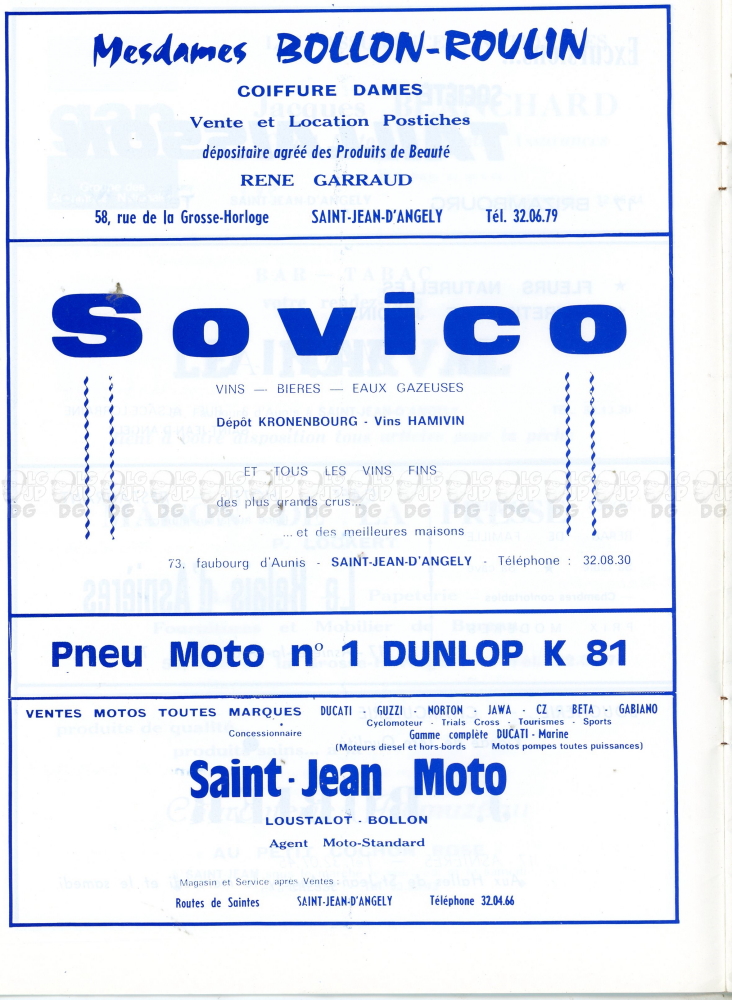 Mesdames BOLLON-ROULIN
COIFFURE DAMES
Vente et Location Postiches
dépositaire agréé des Produits de Beauté
RENE GARRAUD
58, rue de la Grosse-Horloge SAINT-JEAN-D'ANGELY Tél. 32.06.79
Sovico
VINS — BIERES — EAUX GAZEUSES
Dépôt KRONENBOURG - Vins HAMIVIN
ET TOUS LES VINS FINS
des plus grands crus...
...et des meilleures maisons
73, faubourg d'Aunis - SAINT-JEAN-D'ANGELY - Téléphone : 32.08.30
Pneu Moto n° 1 DUNLOP K 81
VENTES MOTOS TOUTES MARQUES DUCATI - GUZZI - NORTON - JAWA - CZ - BETA - GABIANO
Cyclomoteur - Trials Cross - Tourismes - Sports
Concessionnaire Gamme complète DUCATI - Marine
(Moteurs diesel et hors-bords Motos pompes toutes puissances)
Saint-Jean Moto
LOUSTALOT - BOLLON
Agent Moto-Standard
Magasin et Service apres Ventes :
Routes de Saintes SAINT-JEAN-D'ANGELY Téléphone 32.04.66